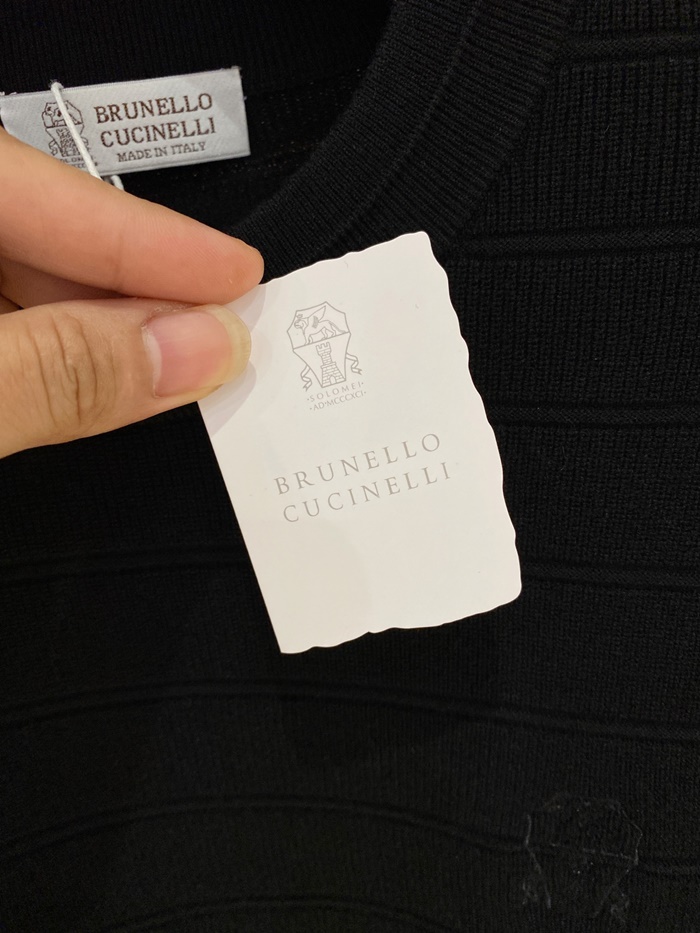 BRUNELLO
CUCINELLI
MADE IN ITALY
·SOLOMEI·
·AD·MCCCXCI·
BRUNELLO
CUCINELLI